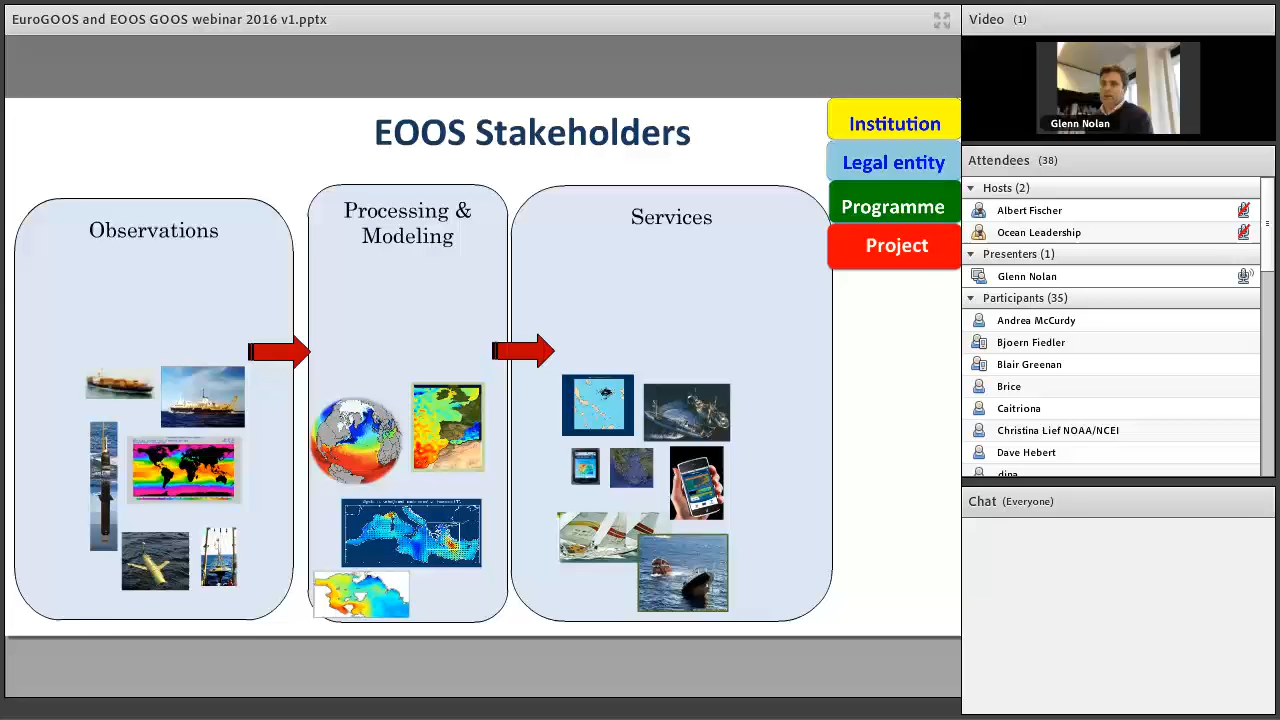 EuroGOOS and EOOS GOOS webinar 2016 v1.pptx
EOOS Stakeholders
Institution
Legal entity
Programme
Project
Observations
Processing &
Modeling
Services
Video (1)
Glenn Nolan
Attendees (38)
Hosts (2)
Albert Fischer
Ocean Leadership
Presenters (1)
Glenn Nolan
Participants (35)
Andrea McCurdy
Bjoern Fiedler
Blair Greenan
Brice
Caitriona
Christina Lief NOAA/NCEI
Dave Hebert
dina
Chat (Everyone)